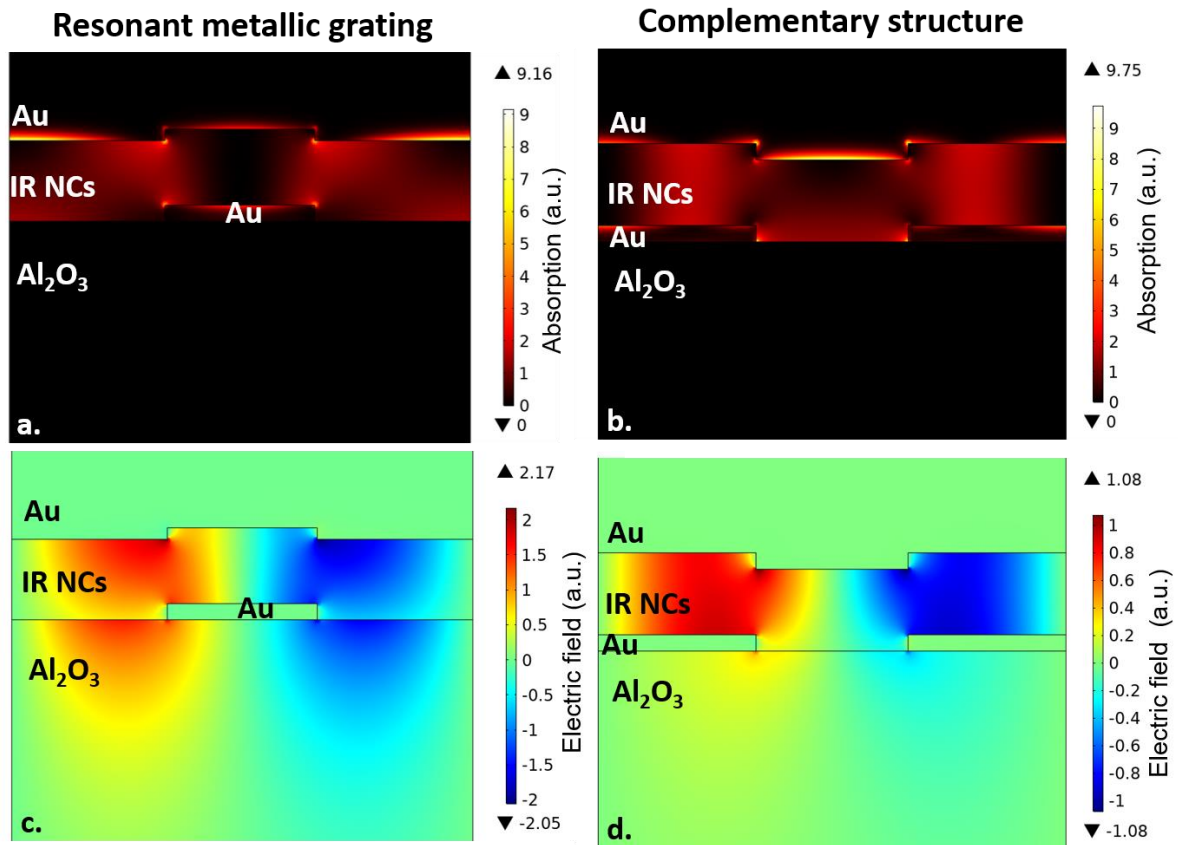 Resonant metallic grating
Complementary structure
Au
IR NCs
Au
Al₂O₃
a.
▲ 9.16
9
8
7
6
5
4
3
2
1
0
▼ 0
Absorption (a.u.)
Au
IR NCs
Au
Al₂O₃
b.
▲ 9.75
9
8
7
6
5
4
3
2
1
0
▼ 0
Absorption (a.u.)
Au
IR NCs
Au
Al₂O₃
c.
▲ 2.17
2
1.5
1
0.5
0
-0.5
-1
-1.5
-2
▼ -2.05
Electric field (a.u.)
Au
IR NCs
Au
Al₂O₃
d.
▲ 1.08
1
0.8
0.6
0.4
0.2
0
-0.2
-0.4
-0.6
-0.8
-1
▼ -1.08
Electric field (a.u.)